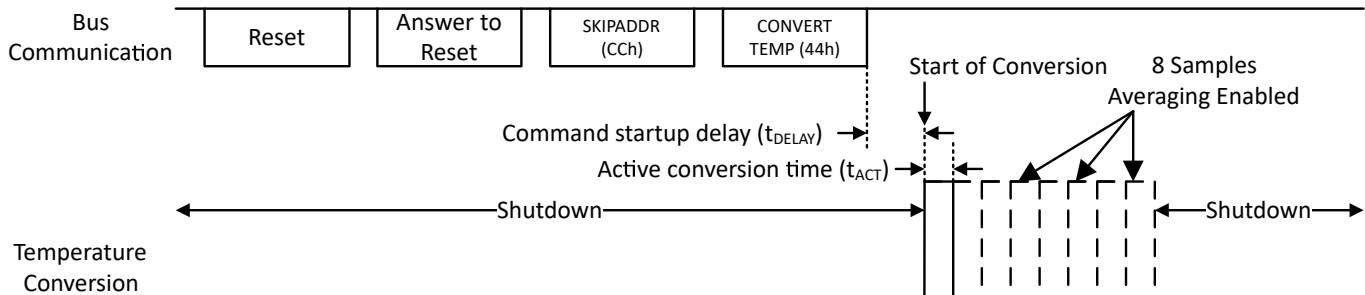 Bus
Communication
Reset
Answer to
Reset
SKIPADDR
(CCh)
CONVERT
TEMP (44h)
Start of Conversion
8 Samples
Averaging Enabled
Command startup delay (tDELAY)
Active conversion time (tACT)
Shutdown
Shutdown
Temperature
Conversion